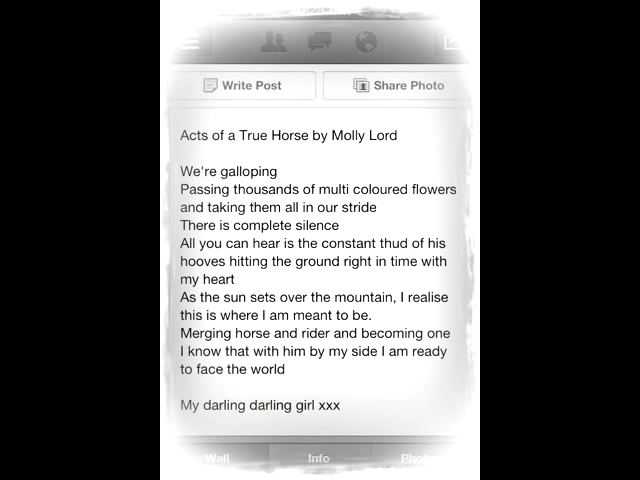 Write Post Share Photo
Acts of a True Horse by Molly Lord
We're galloping
Passing thousands of multi coloured flowers
and taking them all in our stride
There is complete silence
All you can hear is the constant thud of his
hooves hitting the ground right in time with
my heart
As the sun sets over the mountain, I realise
this is where I am meant to be.
Merging horse and rider and becoming one
I know that with him by my side I am ready
to face the world
My darling darling girl xxx
Wall Info